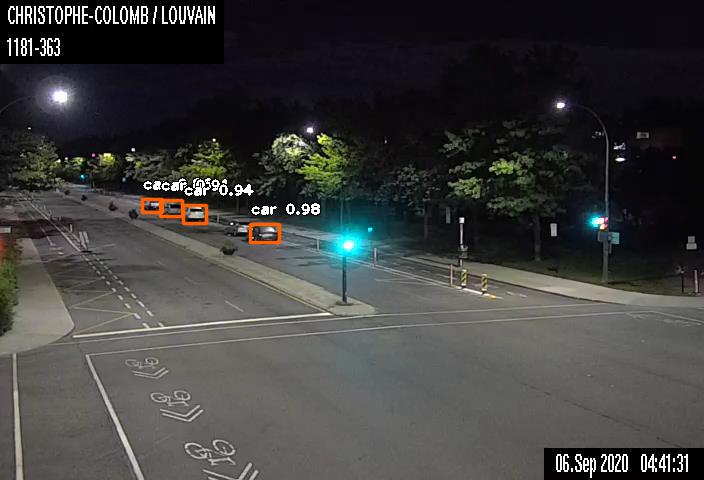 CHRISTOPHE-COLOMB / LOUVAIN
1181-363
car 0.94
car 0.98
06.Sep 2020 04:41:31